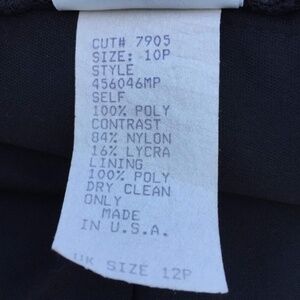 CUT# 7905
SIZE: 10P
STYLE
456046MP
SELF
100% POLY
CONTRAST
84% NYLON
16% LYCRA
LINING
100% POLY
DRY CLEAN
ONLY
MADE
IN U.S.A.
UK SIZE 12P